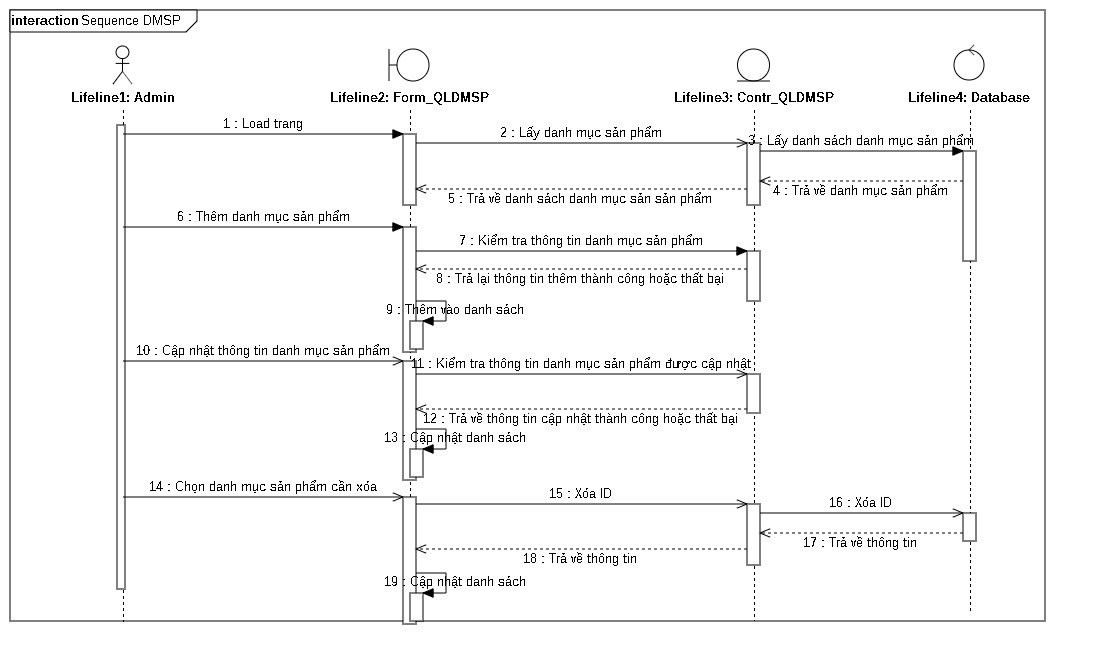 interaction Sequence DMSP
Lifeline1: Admin
Lifeline2: Form_QLDMSP
Lifeline3: Contr_QLDMSP
Lifeline4: Database
1 : Load trang
2 : Lấy danh mục sản phẩm
3 : Lấy danh sách danh mục sản phẩm
4 : Trả về danh mục sản phẩm
5 : Trả về danh sách danh mục sản sản phẩm
6 : Thêm danh mục sản phẩm
7 : Kiểm tra thông tin danh mục sản phẩm
8 : Trả lại thông tin thêm thành công hoặc thất bại
9 : Thêm vào danh sách
10 : Cập nhật thông tin danh mục sản phẩm
11 : Kiểm tra thông tin danh mục sản phẩm được cập nhật
12 : Trả về thông tin cập nhật thành công hoặc thất bại
13 : Cập nhật danh sách
14 : Chọn danh mục sản phẩm cần xóa
15 : Xóa ID
16 : Xóa ID
17 : Trả về thông tin
18 : Trả về thông tin
19 : Cập nhật danh sách